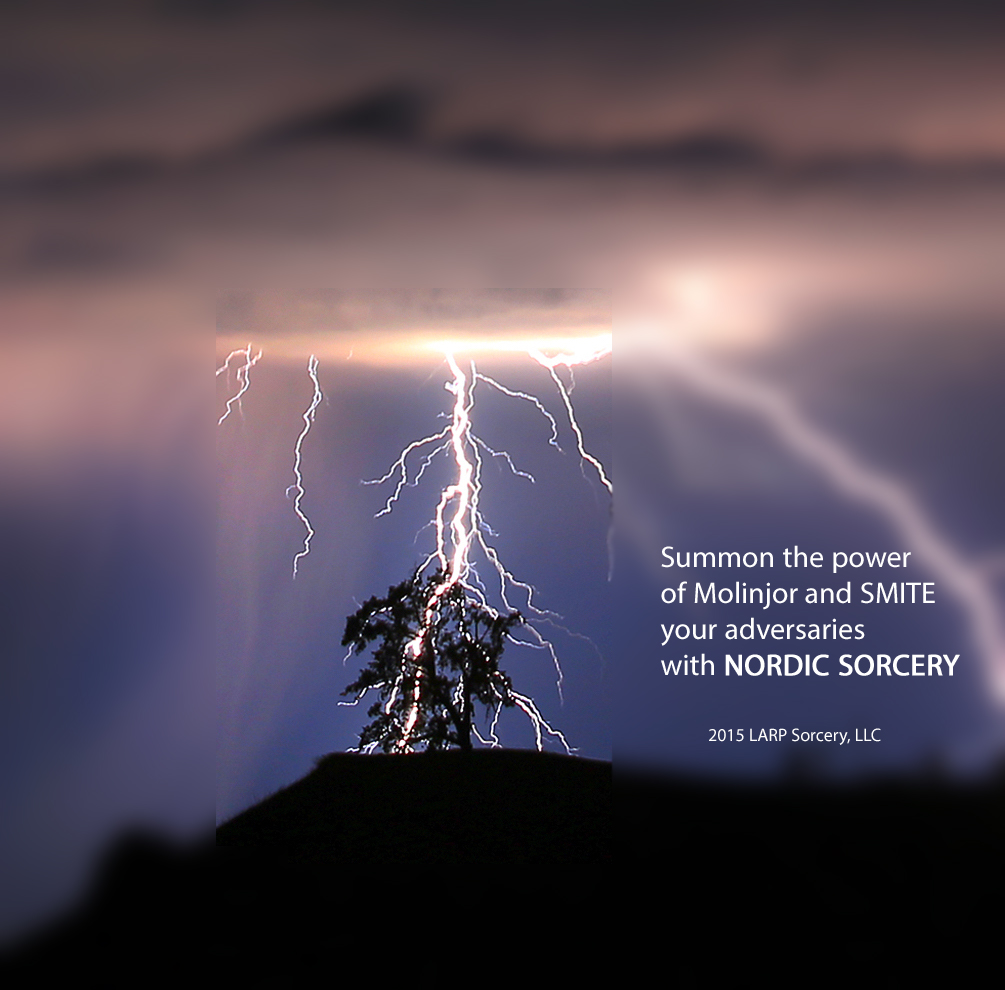 Summon the power
of Molinjor and SMITE
your adversaries
with NORDIC SORCERY
2015 LARP Sorcery, LLC